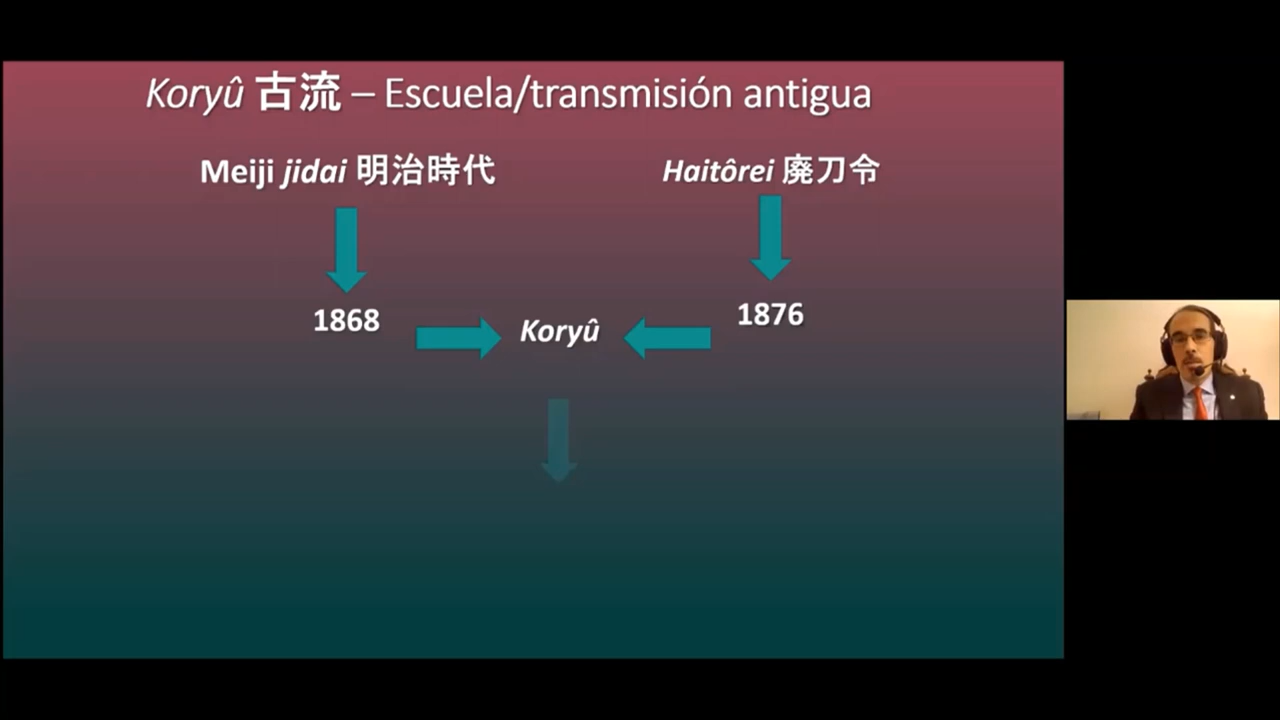 Koryû 古流 – Escuela/transmisión antigua
Meiji jidai 明治時代
Haitôrei 廃刀令
1868
Koryû
1876